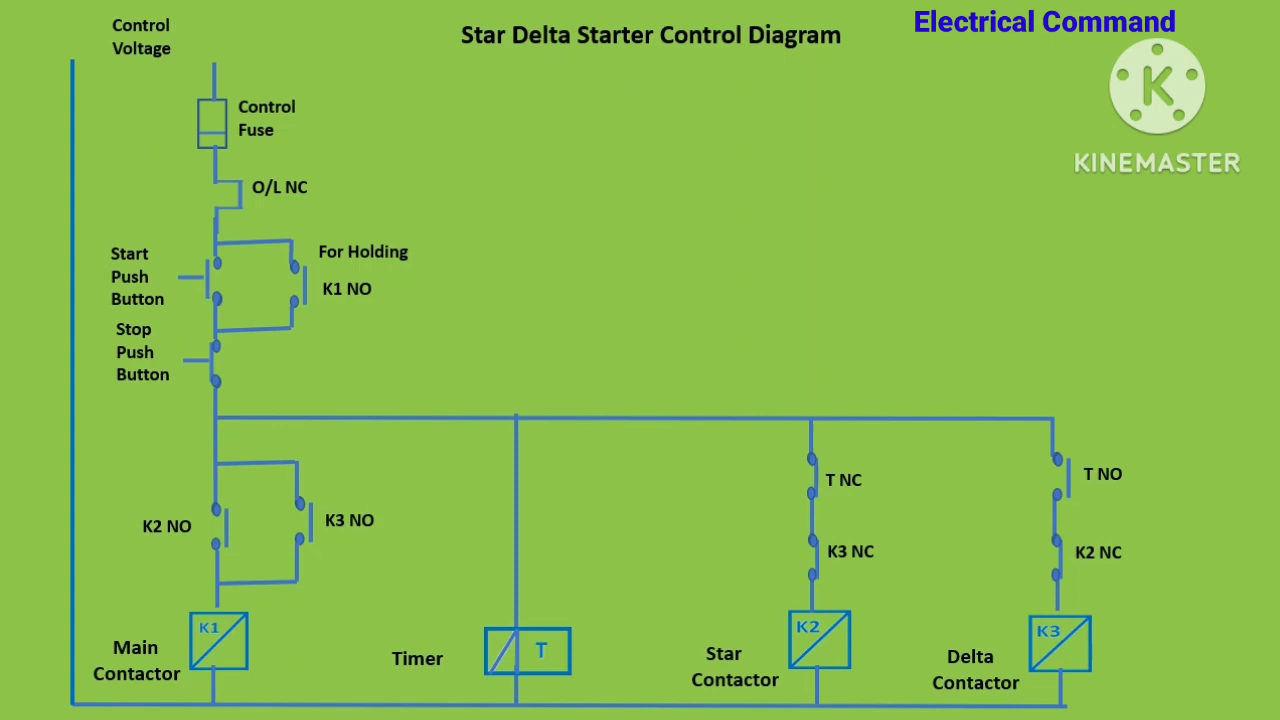 Control
Voltage
Star Delta Starter Control Diagram
Electrical Command
K
KINEMASTER
Control
Fuse
O/L NC
Start
Push
Button
For Holding
K1 NO
Stop
Push
Button
K2 NO
K3 NO
T NC
K3 NC
T NO
K2 NC
K1
Main
Contactor
Timer
T
K2
Star
Contactor
K3
Delta
Contactor